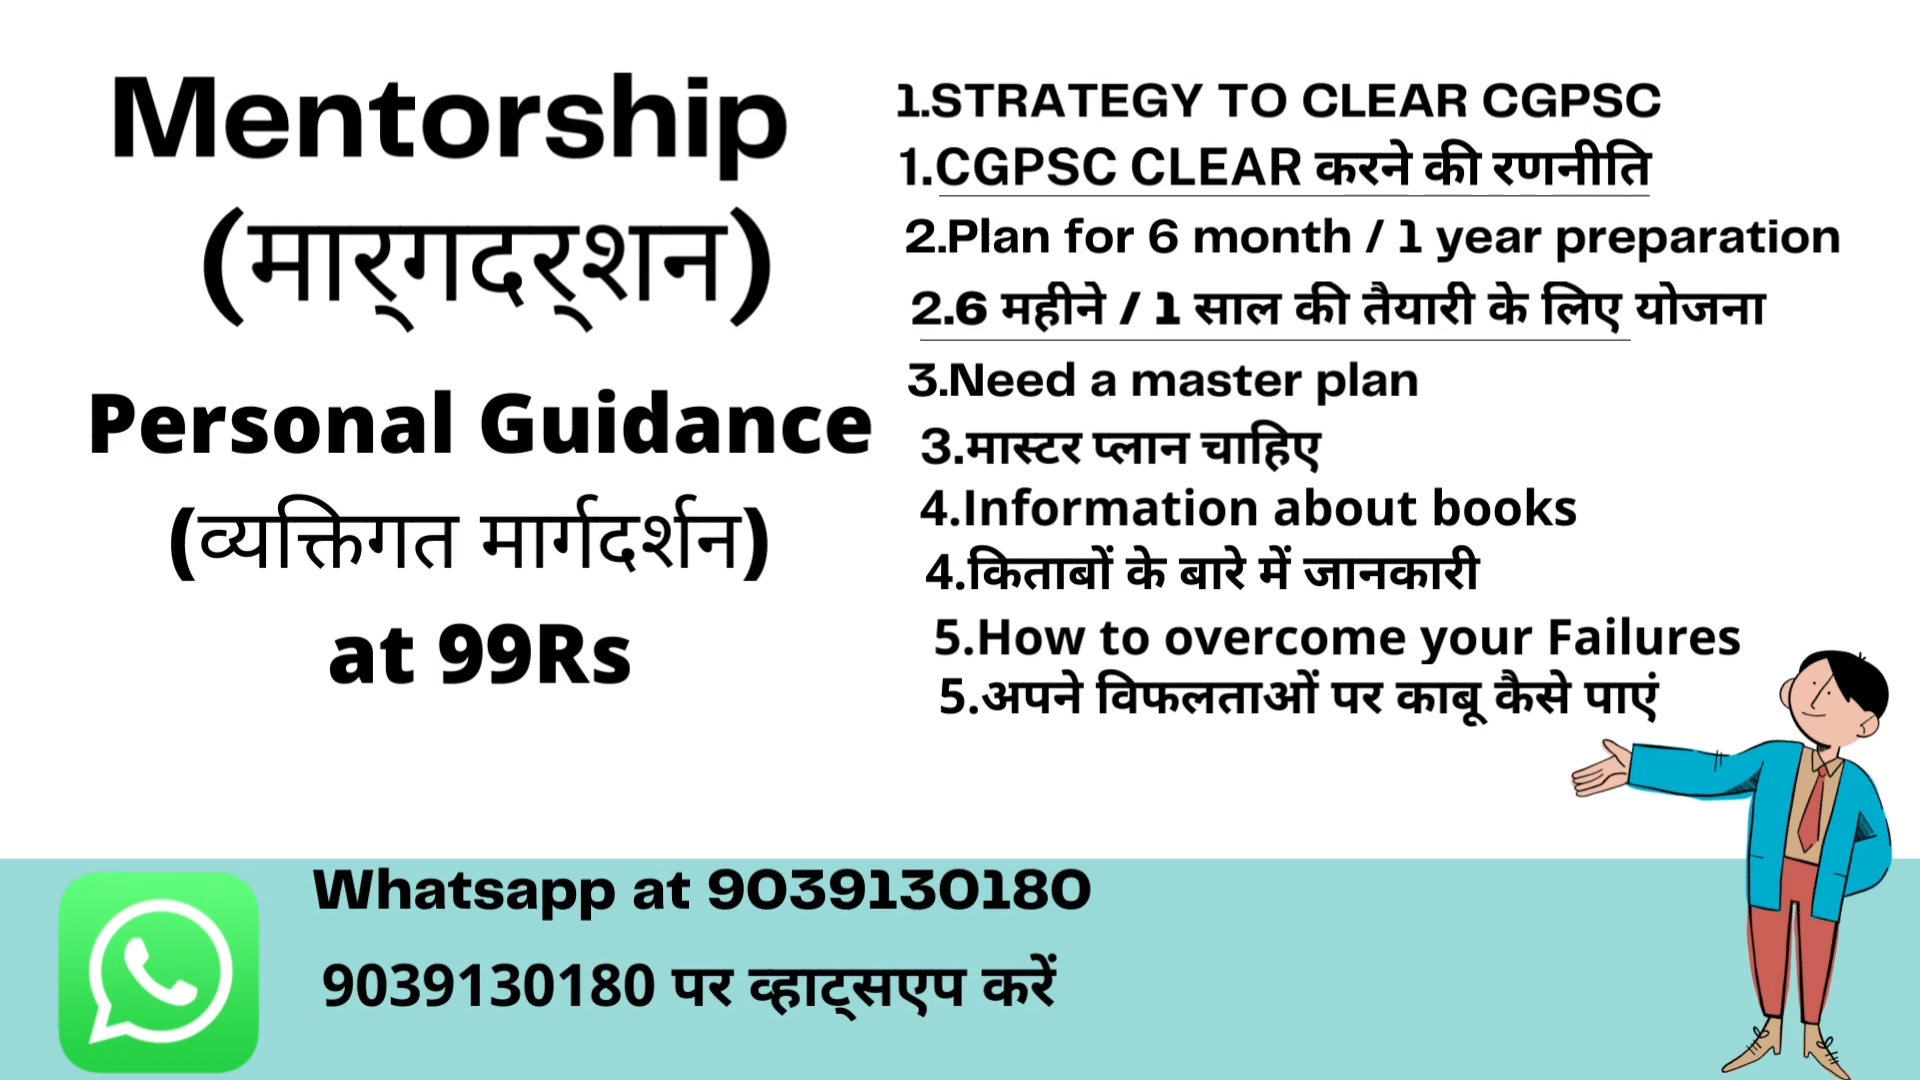 Mentorship
(मार्‌गदर्‌शन)
Personal Guidance
(व्यक्तिगत मार्गदर्शन)
at 99Rs
1.STRATEGY TO CLEAR CGPSC
1.CGPSC CLEAR करने की रणनीति
2.Plan for 6 month / 1 year preparation
2.6 महीने / 1 साल की तैयारी के लिए योजना
3.Need a master plan
3.मास्टर प्लान चाहिए
4.Information about books
4.किताबों के बारे में जानकारी
5.How to overcome your Failures
5.अपने विफलताओं पर काबू कैसे पाएं
Whatsapp at 9039130180
9039130180 पर व्हाट्सएप करें